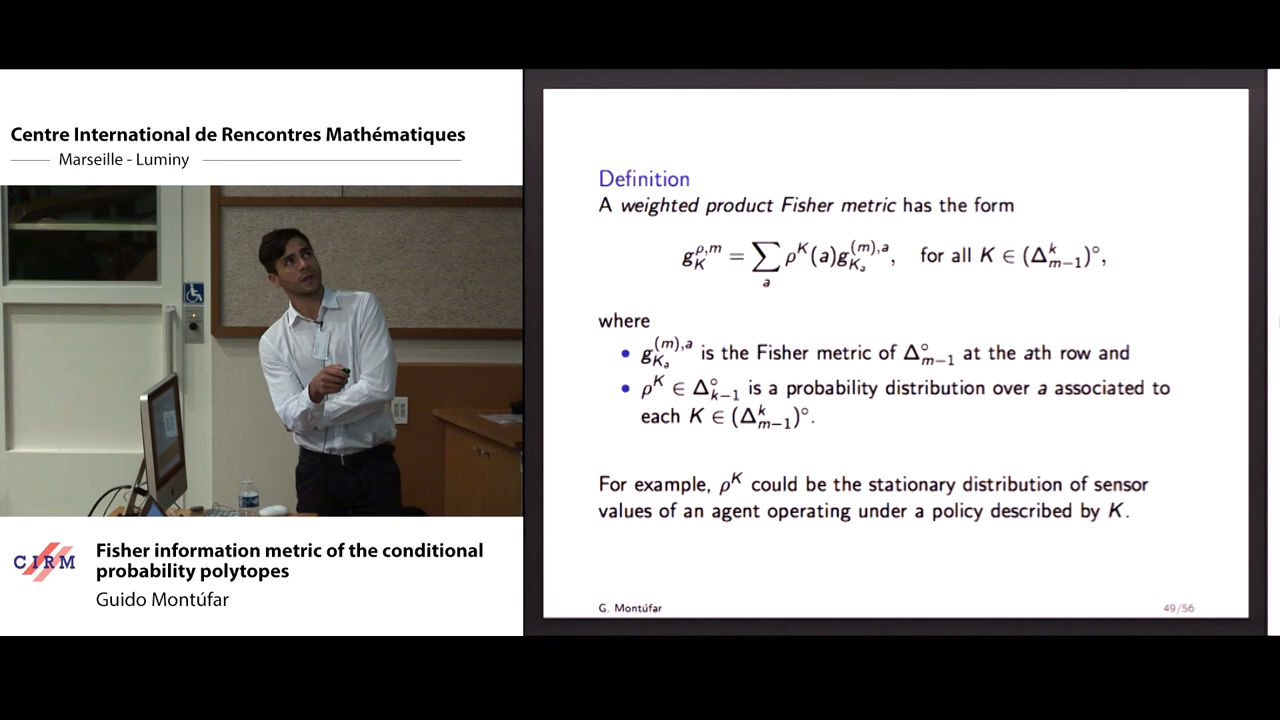 Centre International de Rencontres Mathématiques
Marseille - Luminy
CIRM
Fisher information metric of the conditional
probability polytopes
Guido Montúfar
Definition
A weighted product Fisher metric has the form
g_K^{ρ,m} = ∑_a ρ^K(a)g_{K_a}^{(m),a}, for all K ∈ (Δ_{m−1}^k)°,
where
• g_{K_a}^{(m),a} is the Fisher metric of Δ°_{m−1} at the ath row and
• ρ^K ∈ Δ°_{k−1} is a probability distribution over a associated to
each K ∈ (Δ_{m−1}^k)°.
For example, ρ^K could be the stationary distribution of sensor
values of an agent operating under a policy described by K.
G. Montúfar
49/56